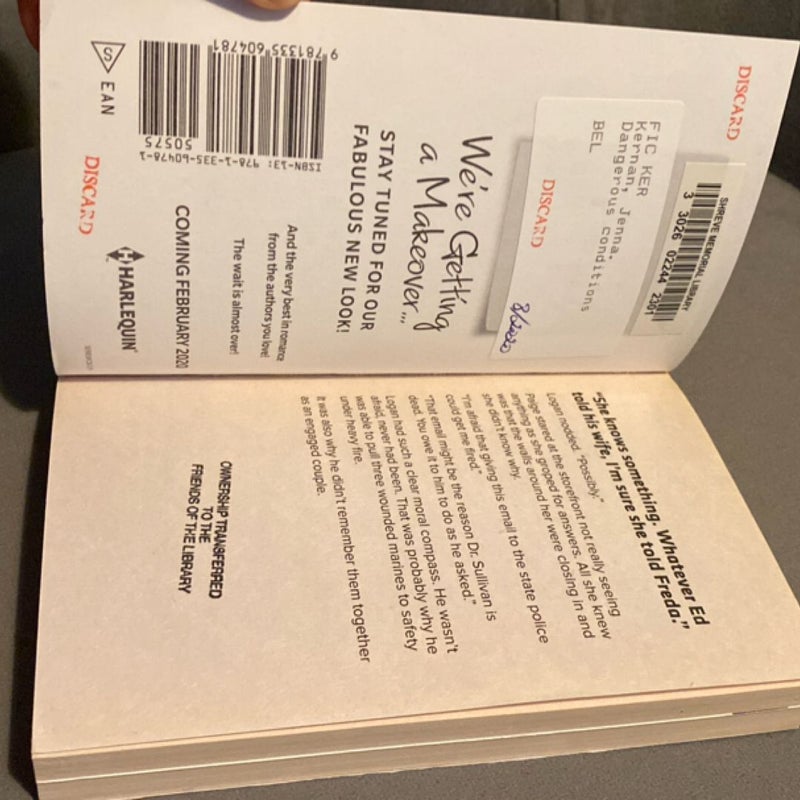 DISCARD
SHREVE MEMORIAL LIBRARY
3 3026 02244 2301
FIC KER
Kernan, Jenna.
Dangerous conditions
BEL
DISCARD
We're Getting
a Makeover...
STAY TUNED FOR OUR
FABULOUS NEW LOOK!
And the very best in romance
from the authors you love!
The wait is almost over!
COMING FEBRUARY 2020
HARLEQUIN
ISBN-13: 978-1-335-60478-1
50575
9 781335 604781
S EAN
DISCARD
"She knows something. Whatever Ed
told his wife, I'm sure she told Freda."
Logan nodded. "Possibly."
Paige stared at the storefront not really seeing
anything as she groped for answers. All she knew
was that the walls around her were closing in and
she didn't know why.
"I'm afraid that giving this email to the state police
could get me fired."
"That email might be the reason Dr. Sullivan is
dead. You owe it to him to do as he asked."
Logan had such a clear moral compass. He wasn't
afraid, never had been. That was probably why he
was able to pull three wounded marines to safety
under heavy fire.
It was also why he didn't remember them together
as an engaged couple.
OWNERSHIP TRANSFERRED
TO THE
FRIENDS OF THE LIBRARY